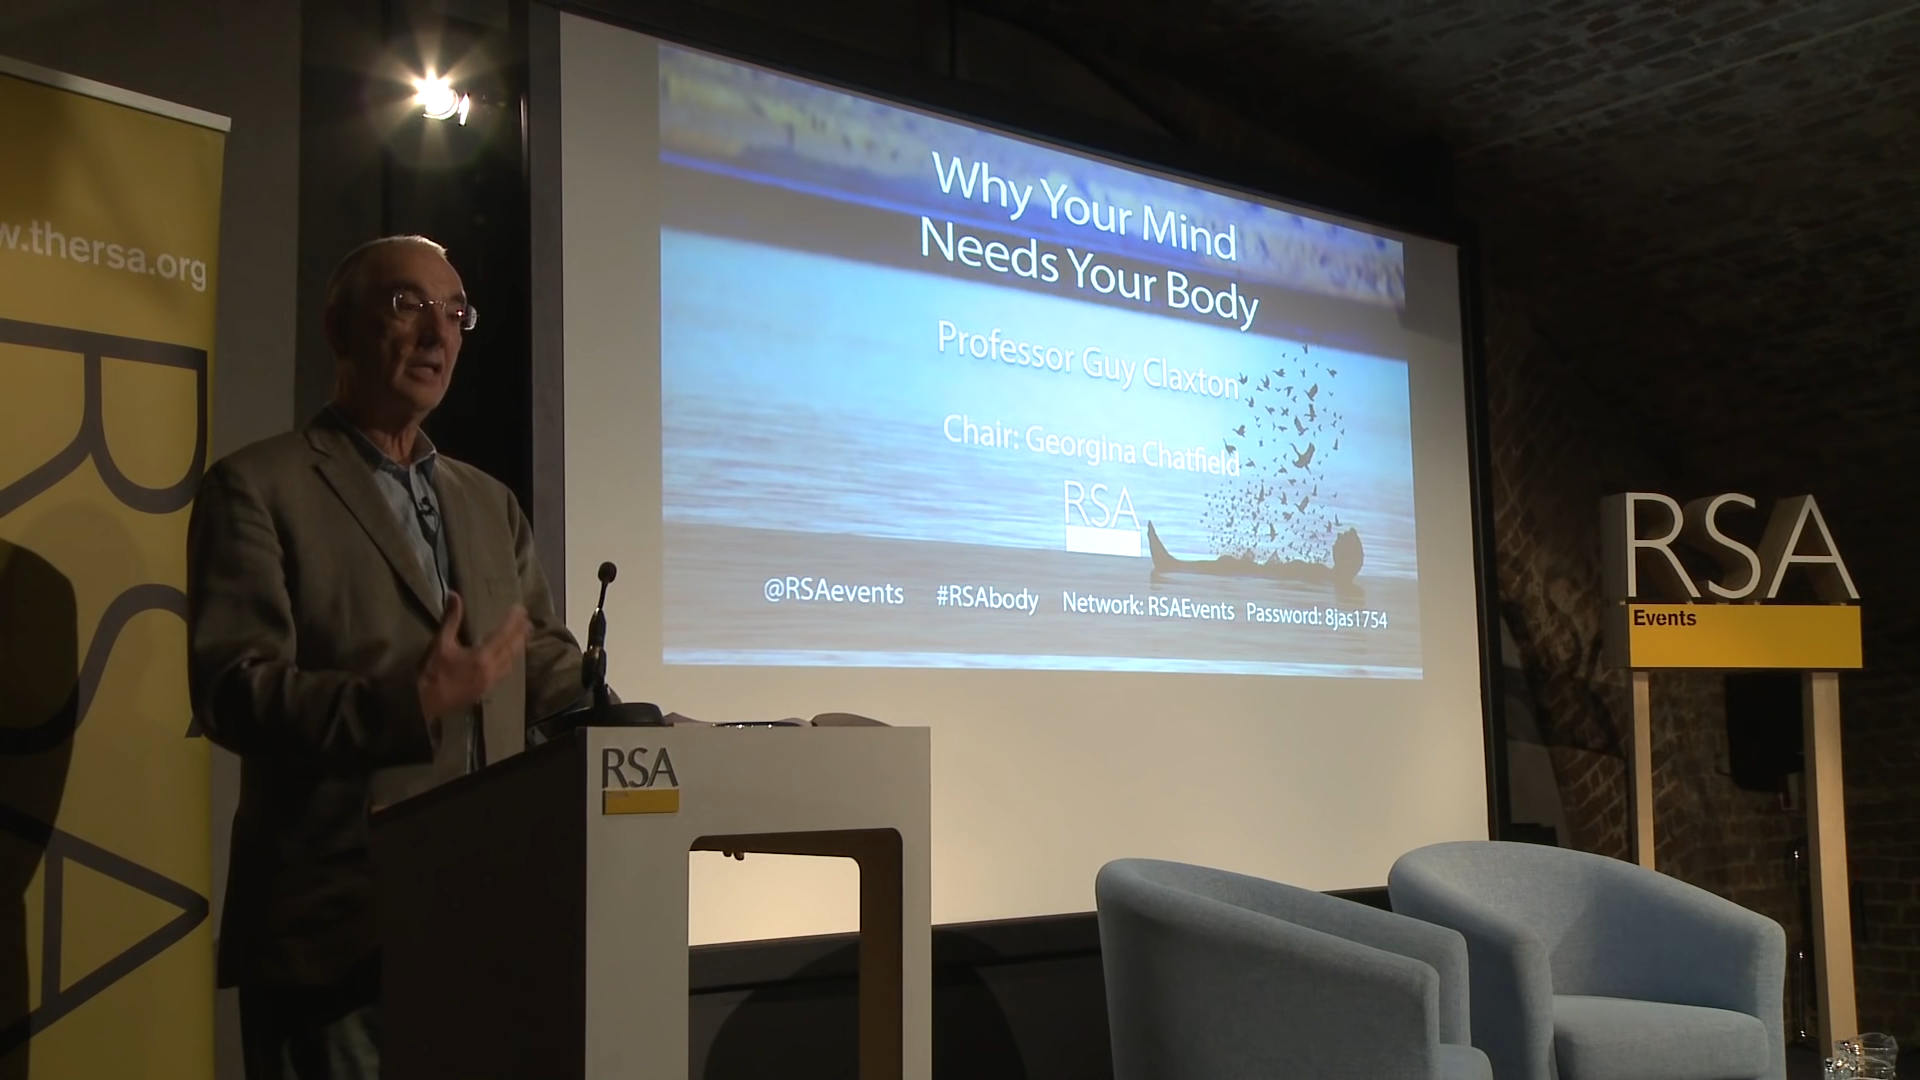 w.thersa.org
RSA
Why Your Mind
Needs Your Body
Professor Guy Claxton
Chair: Georgina Chatfield
RSA
@RSAevents #RSAbody Network: RSAEvents Password: 8jas1754
RSA
Events
RSA